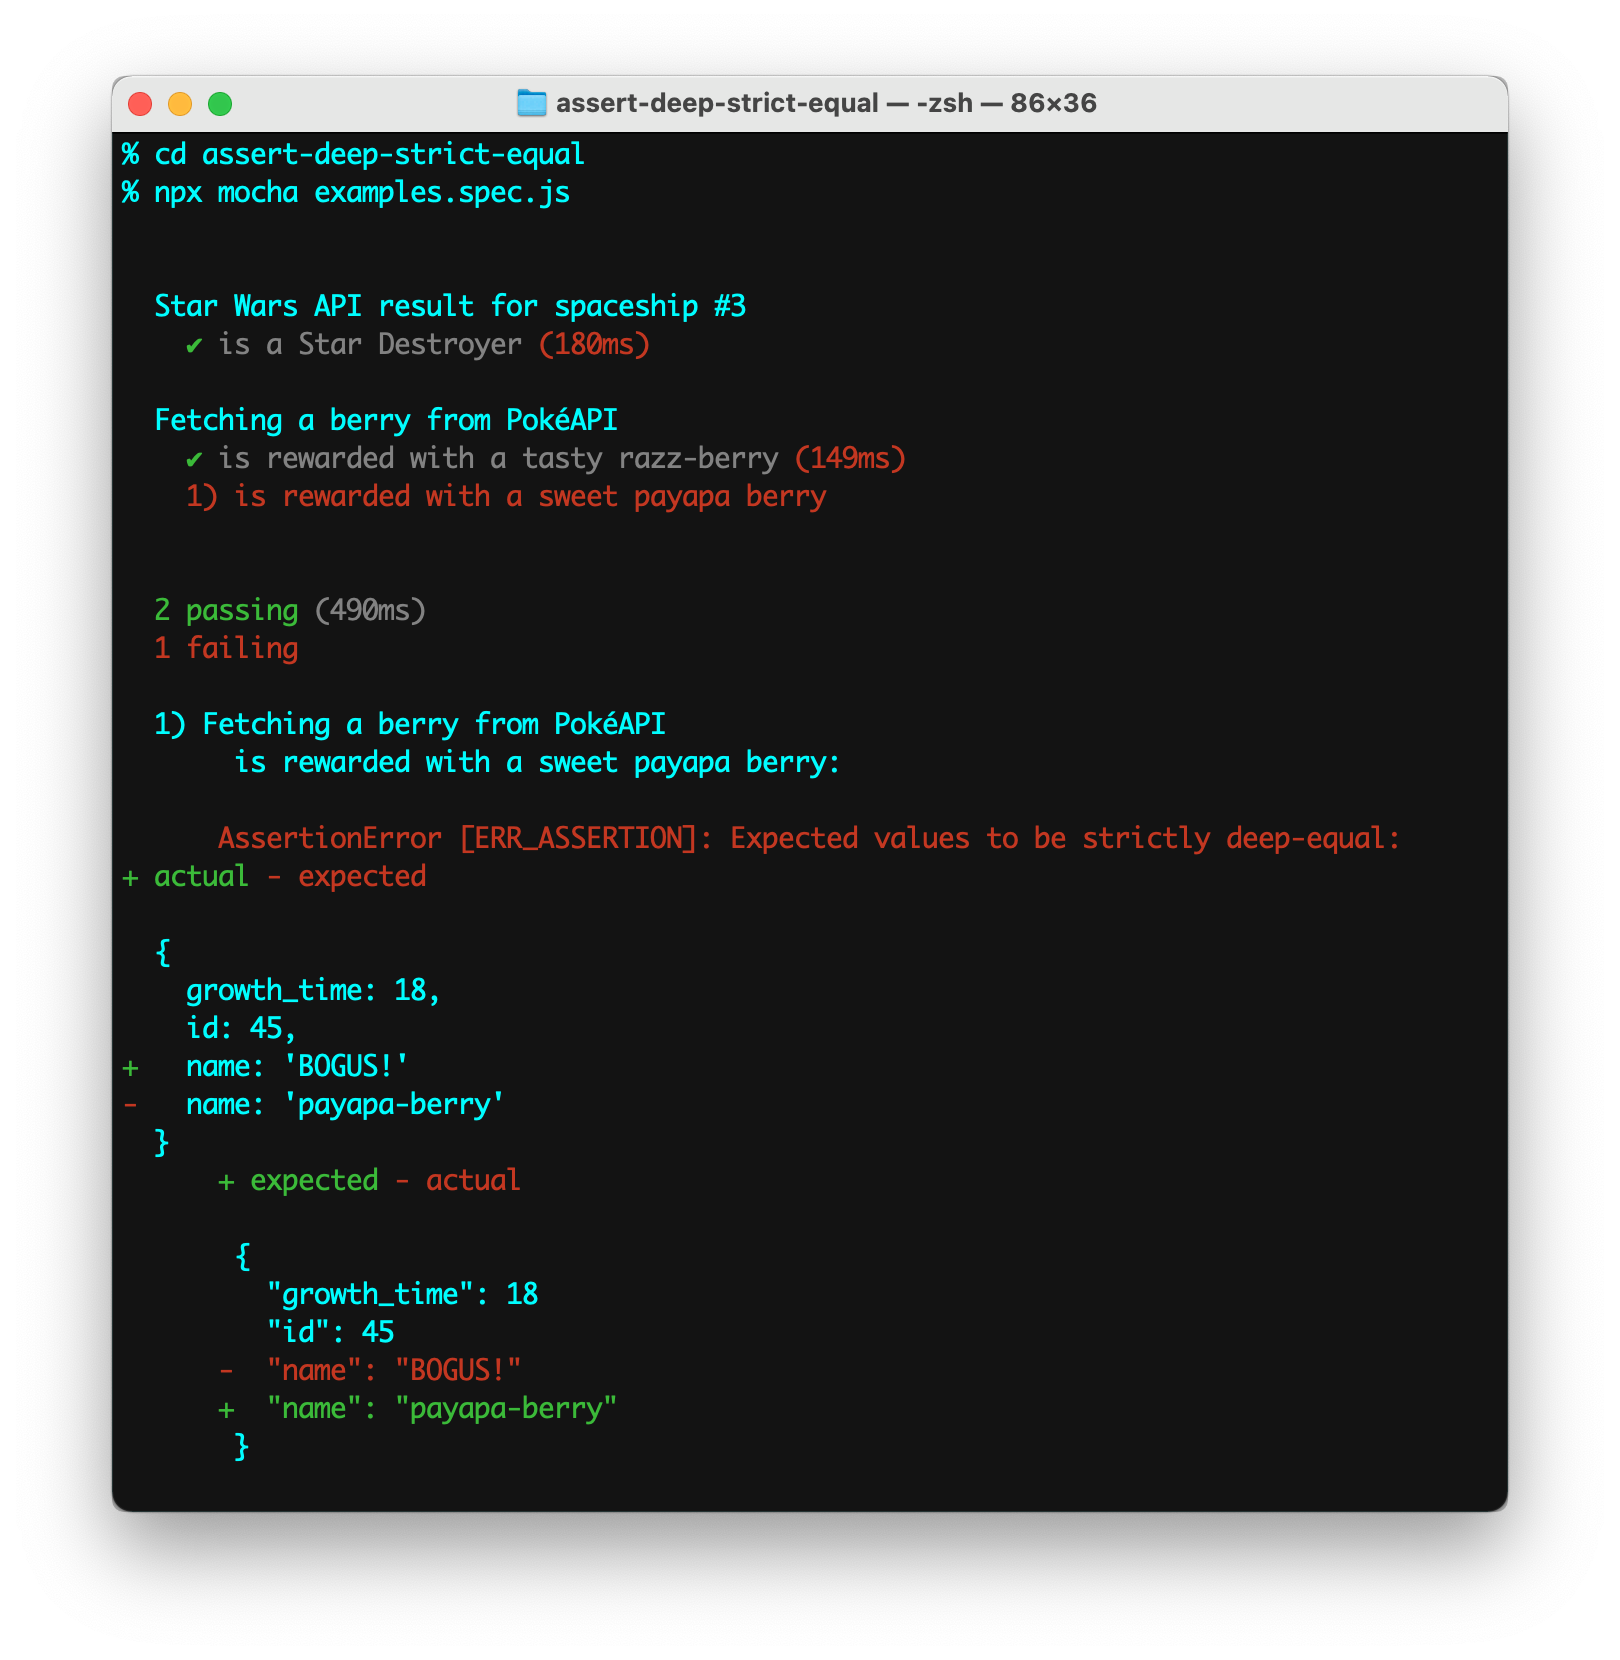 assert-deep-strict-equal — -zsh — 86×36
% cd assert-deep-strict-equal
% npx mocha examples.spec.js
Star Wars API result for spaceship #3
✔ is a Star Destroyer (180ms)
Fetching a berry from PokéAPI
✔ is rewarded with a tasty razz-berry (149ms)
1) is rewarded with a sweet payapa berry
2 passing (490ms)
1 failing
1) Fetching a berry from PokéAPI
is rewarded with a sweet payapa berry:
AssertionError [ERR_ASSERTION]: Expected values to be strictly deep-equal:
+ actual - expected
{
growth_time: 18,
id: 45,
+ name: 'BOGUS!'
- name: 'payapa-berry'
}
+ expected - actual
{
"growth_time": 18
"id": 45
- "name": "BOGUS!"
+ "name": "payapa-berry"
}